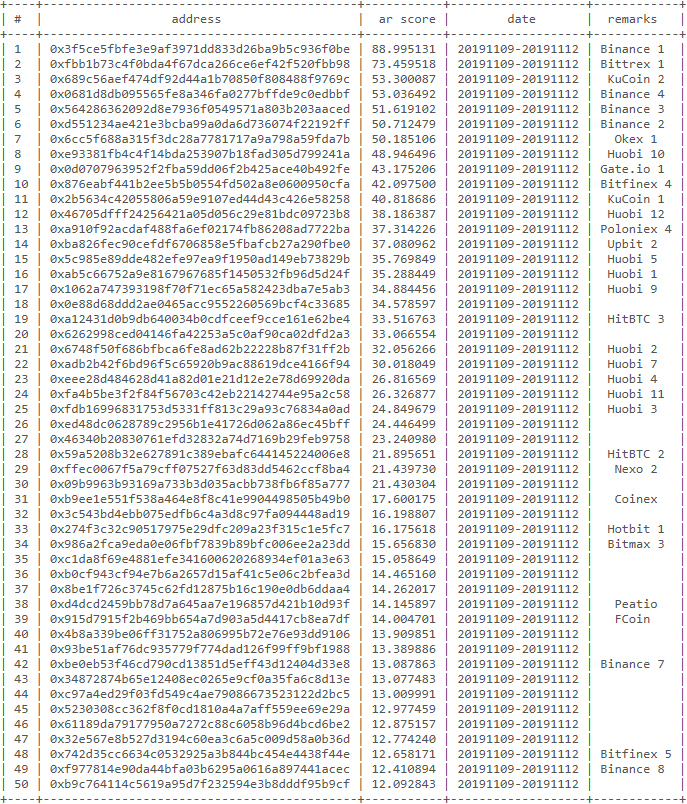 # | address | ar score | date | remarks
1 | 0x3f5ce5fbfe3e9af3971dd833d26ba9b5c936f0be | 88.995131 | 20191109-20191112 | Binance 1
2 | 0xfbb1b73c4f0bda4f67dca266ce6ef42f520fbb98 | 73.459518 | 20191109-20191112 | Bittrex 1
3 | 0x689c56aef474df92d44a1b70850f808488f9769c | 53.300087 | 20191109-20191112 | KuCoin 2
4 | 0x0681d8db095565fe8a346fa0277bffde9c0edbbf | 53.036492 | 20191109-20191112 | Binance 4
5 | 0x564286362092d8e7936f0549571a803b203aaced | 51.619102 | 20191109-20191112 | Binance 3
6 | 0xd551234ae421e3bcba99a0da6d736074f22192ff | 50.712479 | 20191109-20191112 | Binance 2
7 | 0x6cc5f688a315f3dc28a7781717a9a798a59fda7b | 50.185106 | 20191109-20191112 | Okex 1
8 | 0xe93381fb4c4f14bda253907b18fad305d799241a | 48.946496 | 20191109-20191112 | Huobi 10
9 | 0x0d0707963952f2fba59dd06f2b425ace40b492fe | 43.175206 | 20191109-20191112 | Gate.io 1
10 | 0x876eabf441b2ee5b5b0554fd502a8e0600950cfa | 42.097500 | 20191109-20191112 | Bitfinex 4
11 | 0x2b5634c42055806a59e9107ed44d43c426e58258 | 40.818686 | 20191109-20191112 | KuCoin 1
12 | 0x46705dfff24256421a05d056c29e81bdc09723b8 | 38.186387 | 20191109-20191112 | Huobi 12
13 | 0xa910f92acdaf488fa6ef02174fb86208ad7722ba | 37.314226 | 20191109-20191112 | Poloniex 4
14 | 0xba826fec90cefdf6706858e5fbafcb27a290fbe0 | 37.080962 | 20191109-20191112 | Upbit 2
15 | 0x5c985e89dde482efe97ea9f1950ad149eb73829b | 35.769849 | 20191109-20191112 | Huobi 5
16 | 0xab5c66752a9e8167967685f1450532fb96d5d24f | 35.288449 | 20191109-20191112 | Huobi 1
17 | 0x1062a747393198f70f71ec65a582423dba7e5ab3 | 34.884456 | 20191109-20191112 | Huobi 9
18 | 0x0e88d68ddd2ae0465acc9552260569bcf4c33685 | 34.578597 | 20191109-20191112 |
19 | 0xa12431d0b9db640034b0cdfceef9cce161e62be4 | 33.516763 | 20191109-20191112 | HitBTC 3
20 | 0x6262998ced04146fa42253a5c0af90ca02dfd2a3 | 33.066554 | 20191109-20191112 |
21 | 0x6748f50f686bfbca6fe8ad62b22228b87f31ff2b | 32.056266 | 20191109-20191112 | Huobi 2
22 | 0xadb2b42f6bd96f5c65920b9ac88619dce4166f94 | 30.018049 | 20191109-20191112 | Huobi 7
23 | 0xeee28d484628d41a82d01e21d12e2e78d69920da | 26.816569 | 20191109-20191112 | Huobi 4
24 | 0xfa4b5be3f2f84f56703c42eb22142744e95a2c58 | 26.326877 | 20191109-20191112 | Huobi 11
25 | 0xfdb16996831753d5331ff813c29a93c76834a0ad | 24.849679 | 20191109-20191112 | Huobi 3
26 | 0xed48dc0628789c2956b1e41726d062a86ec45bff | 24.446499 | 20191109-20191112 |
27 | 0x46340b20830761efd32832a74d7169b29feb9758 | 23.240980 | 20191109-20191112 |
28 | 0x59a5208b32e627891c389ebafc644145224006e8 | 21.895651 | 20191109-20191112 | HitBTC 2
29 | 0xffec0067f5a79cff07527f63d83dd5462ccf8ba4 | 21.439730 | 20191109-20191112 | Nexo 2
30 | 0x09b9963b93169a733b3d035acbb738fb6f85a777 | 21.430304 | 20191109-20191112 |
31 | 0xb9ee1e551f538a464e8f8c41e9904498505b49b0 | 17.600175 | 20191109-20191112 | Coinex
32 | 0x3c543bd4ebb075edfb6c4a3d8c97fa094448ad19 | 16.198807 | 20191109-20191112 |
33 | 0x274f3c32c90517975e29dfc209a23f315c1e5fc7 | 16.175618 | 20191109-20191112 | Hotbit 1
34 | 0x986a2fca9eda0e06fbf7839b89bfc006ee2a23dd | 15.656830 | 20191109-20191112 | Bitmax 3
35 | 0xc1da8f69e4881efe341600620268934ef01a3e63 | 15.058649 | 20191109-20191112 |
36 | 0xb0cf943cf94e7b6a2657d15af41c5e06c2bfea3d | 14.465160 | 20191109-20191112 |
37 | 0x8be1f726c3745c62fd12875b16c190e0db6ddaa4 | 14.262017 | 20191109-20191112 |
38 | 0xd4dcd2459bb78d7a645aa7e196857d421b10d93f | 14.145897 | 20191109-20191112 | Peatio
39 | 0x915d7915f2b469bb654a7d903a5d4417cb8ea7df | 14.004701 | 20191109-20191112 | FCoin
40 | 0x4b8a339be06ff31752a806995b72e76e93dd9106 | 13.909851 | 20191109-20191112 |
41 | 0x93be51af76dc935779f774dad126f99ff9bf1988 | 13.389886 | 20191109-20191112 |
42 | 0xbe0eb53f46cd790cd13851d5eff43d12404d33e8 | 13.087863 | 20191109-20191112 | Binance 7
43 | 0x34872874b65e12408ec0265e9cf0a35fa6c8d13e | 13.077483 | 20191109-20191112 |
44 | 0xc97a4ed29f03fd549c4ae79086673523122d2bc5 | 13.009991 | 20191109-20191112 |
45 | 0x5230308cc362f8f0cd1810a4a7aff559ee69e29a | 12.977459 | 20191109-20191112 |
46 | 0x61189da79177950a7272c88c6058b96d4bcd6be2 | 12.875157 | 20191109-20191112 |
47 | 0x32e567e8b527d3194c60ea3c6a5c009d58a0b36d | 12.774240 | 20191109-20191112 |
48 | 0x742d35cc6634c0532925a3b844bc454e4438f44e | 12.658171 | 20191109-20191112 | Bitfinex 5
49 | 0xf977814e90da44bfa03b6295a0616a897441acec | 12.410894 | 20191109-20191112 | Binance 8
50 | 0xb9c764114c5619a95d7f232594e3b8dddf95b9cf | 12.092843 | 20191109-20191112 |